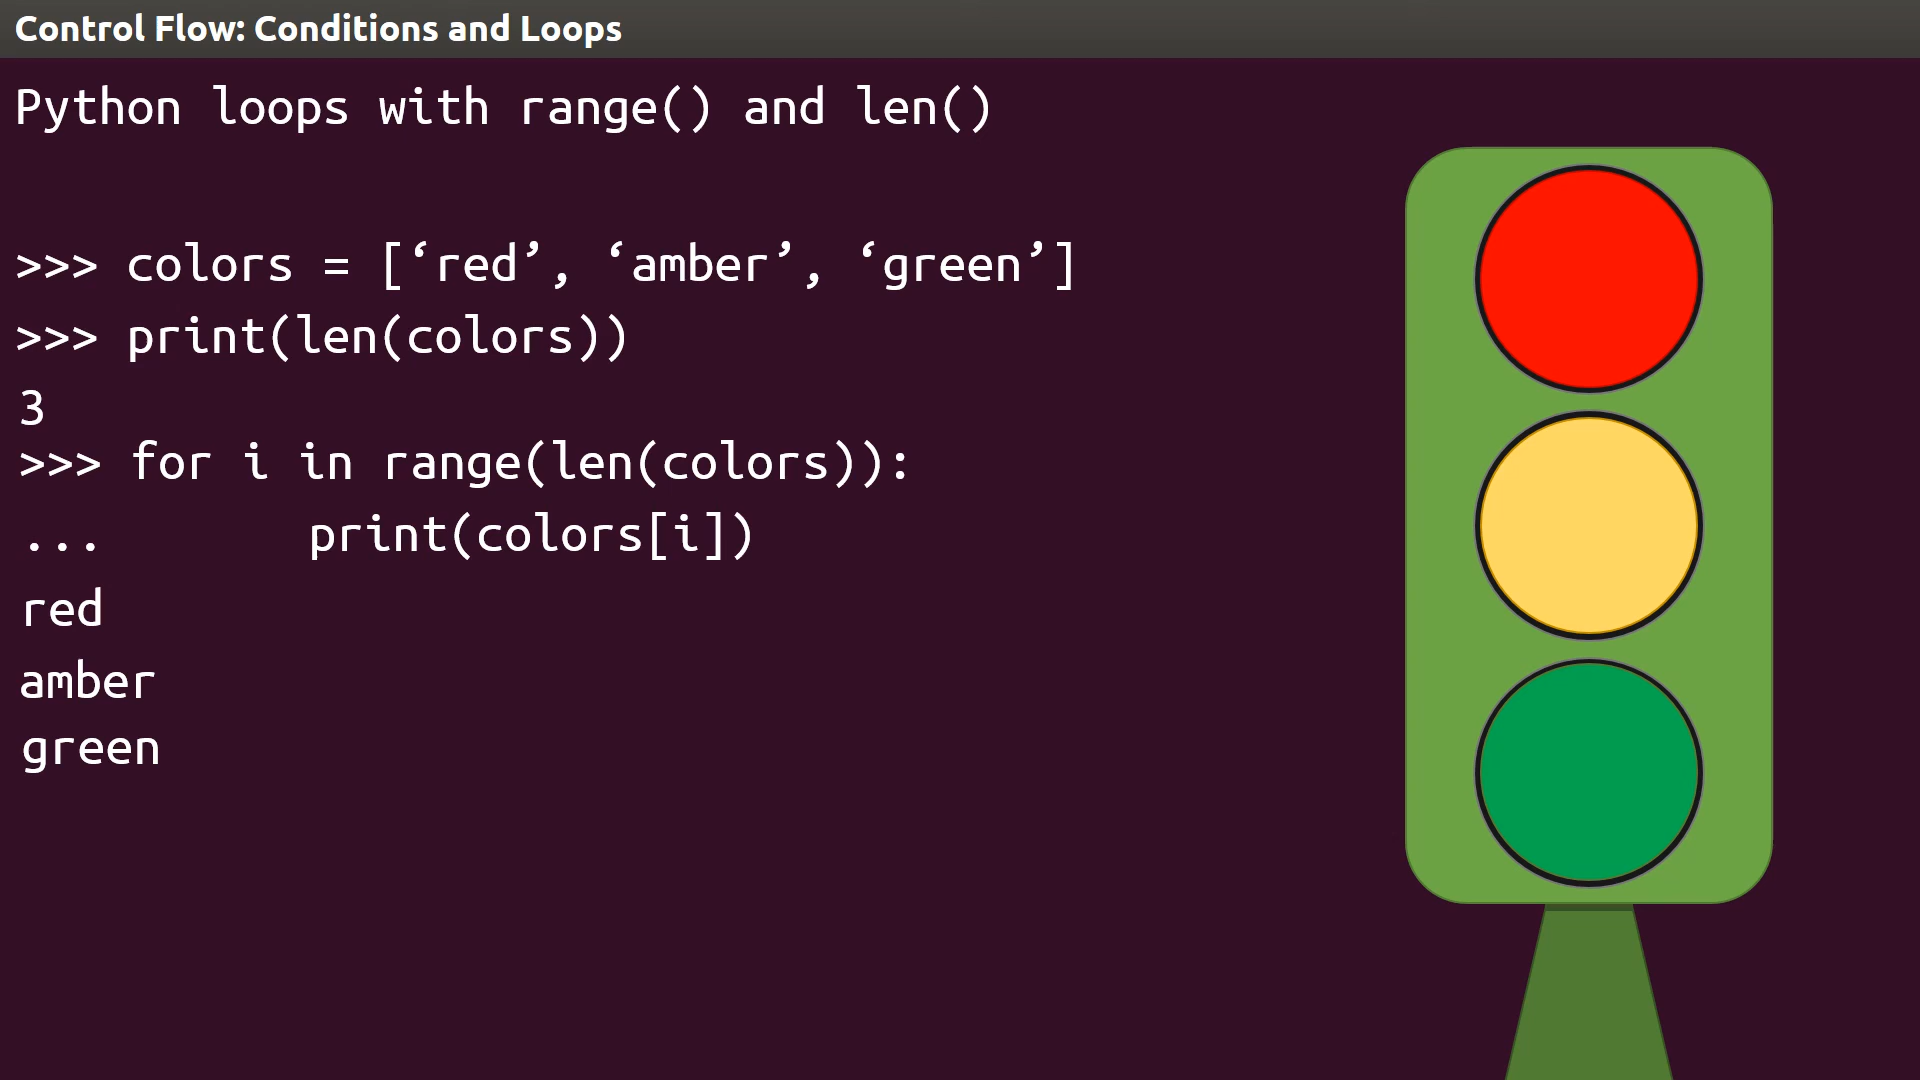 Control Flow: Conditions and Loops
Python loops with range() and len()
>>> colors = [‘red’, ‘amber’, ‘green’]
>>> print(len(colors))
3
>>> for i in range(len(colors)):
... print(colors[i])
red
amber
green